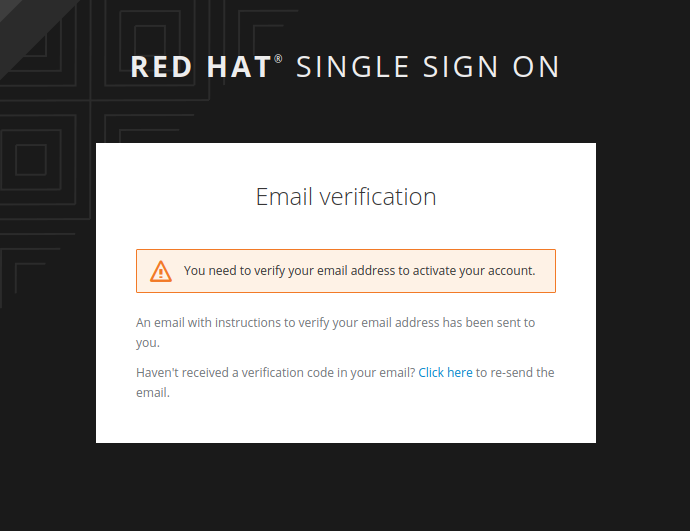 RED HAT® SINGLE SIGN ON
Email verification
You need to verify your email address to activate your account.
An email with instructions to verify your email address has been sent to
you.
Haven't received a verification code in your email? Click here to re-send the
email.